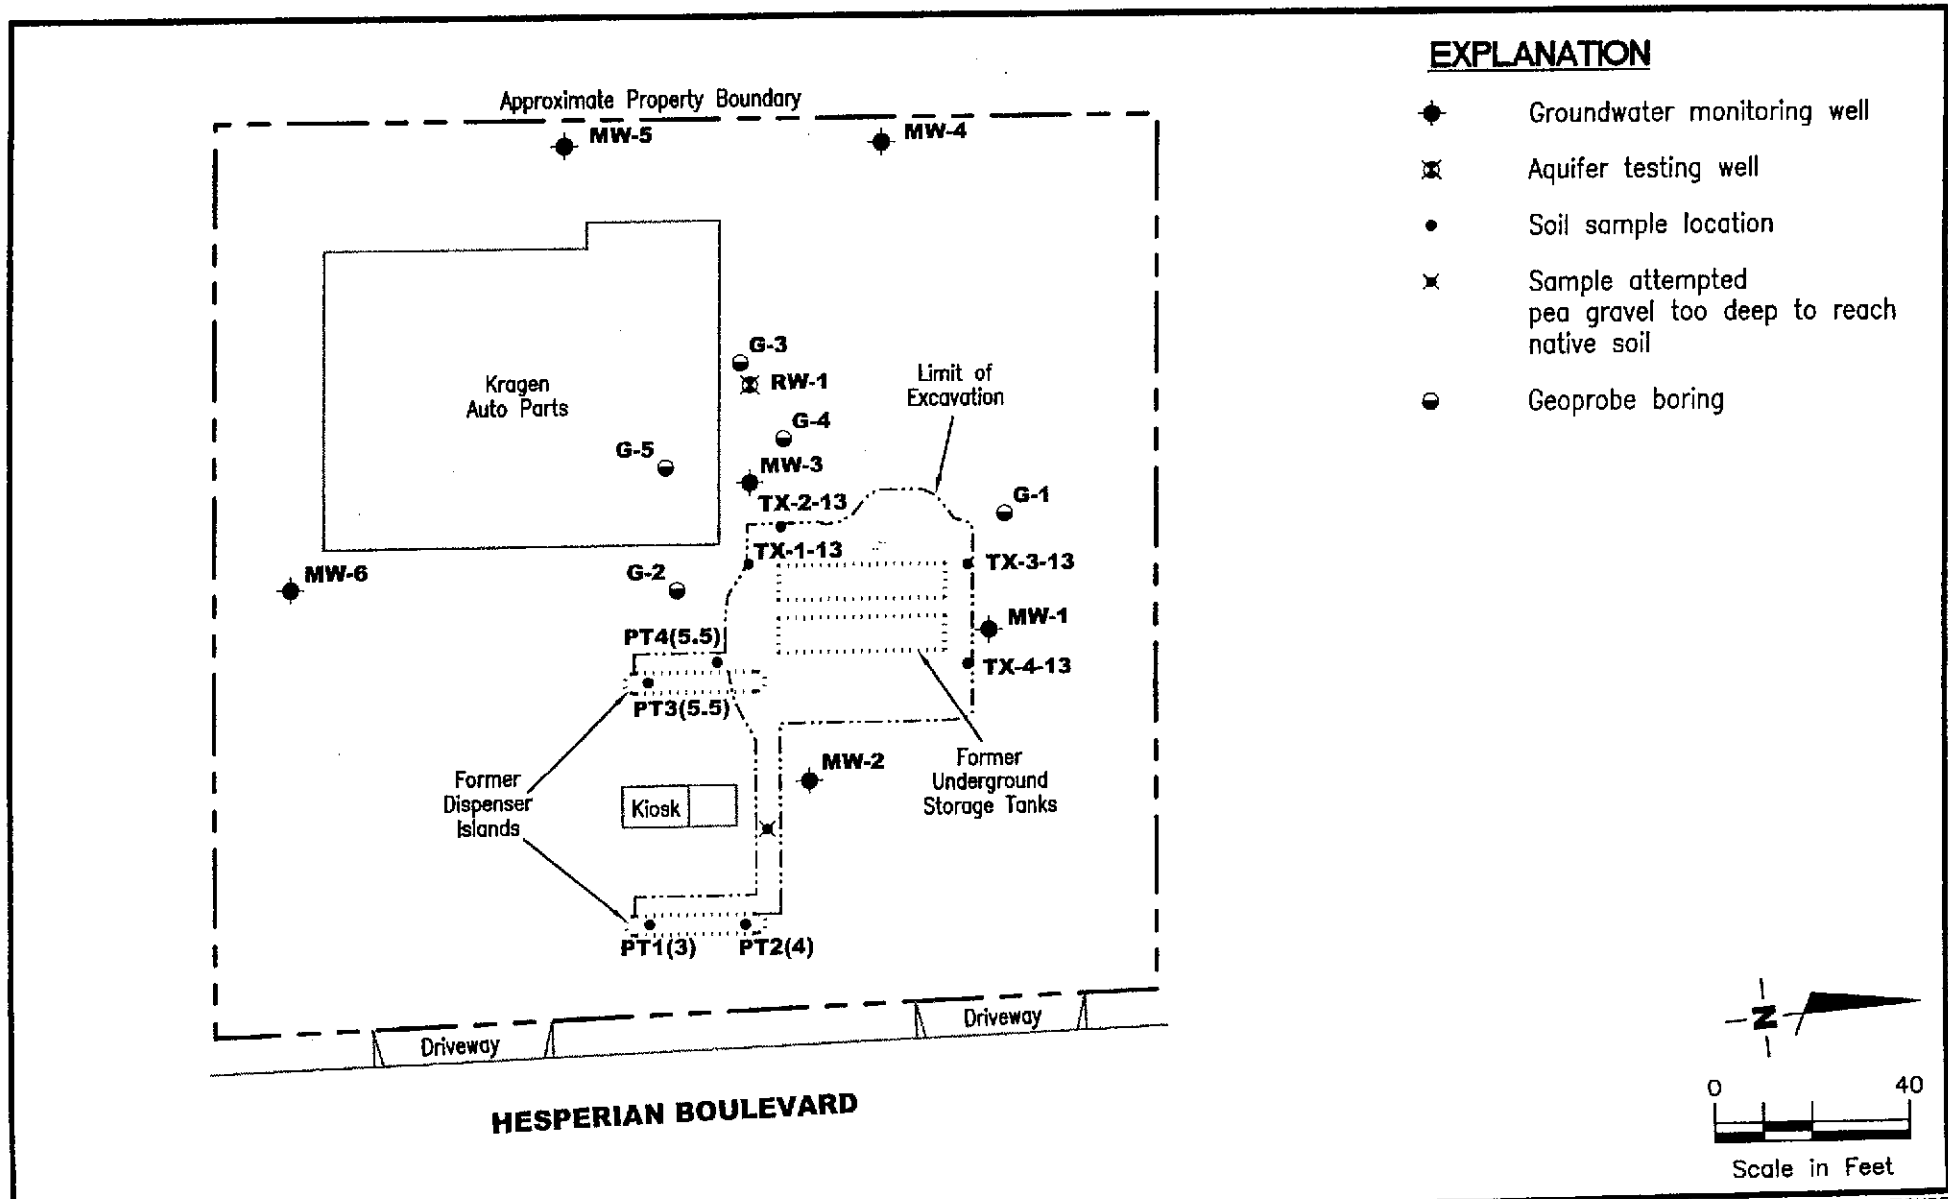 EXPLANATION
Groundwater monitoring well
Aquifer testing well
Soil sample location
Sample attempted
pea gravel too deep to reach
native soil
Geoprobe boring
Approximate Property Boundary
MW-5
MW-4
G-3
RW-1
Kragen
Auto Parts
Limit of
Excavation
G-4
G-5
MW-3
TX-2-13
G-1
TX-1-13
TX-3-13
MW-6
G-2
MW-1
PT4(5.5)
TX-4-13
PT3(5.5)
MW-2
Former
Underground
Storage Tanks
Former
Dispenser
Islands
Kiosk
PT1(3)
PT2(4)
Driveway
Driveway
HESPERIAN BOULEVARD
N
0 40
Scale in Feet